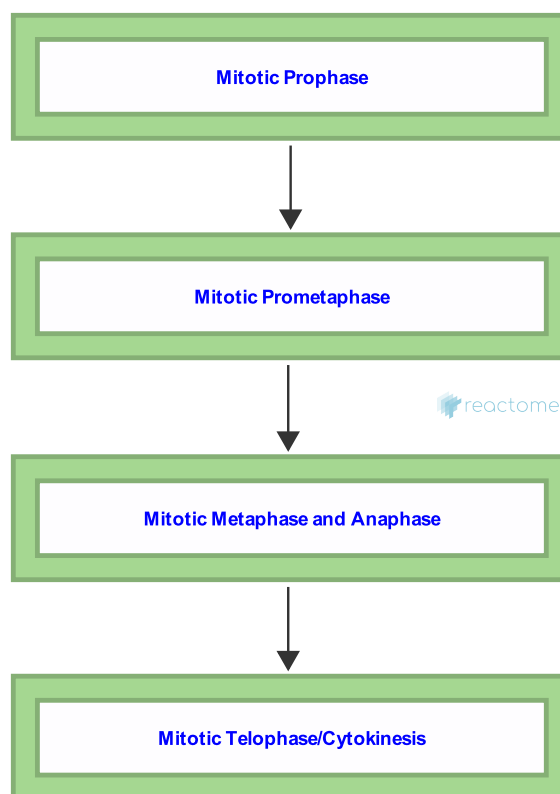 Mitotic Prophase
Mitotic Prometaphase
reactome
Mitotic Metaphase and Anaphase
Mitotic Telophase/Cytokinesis